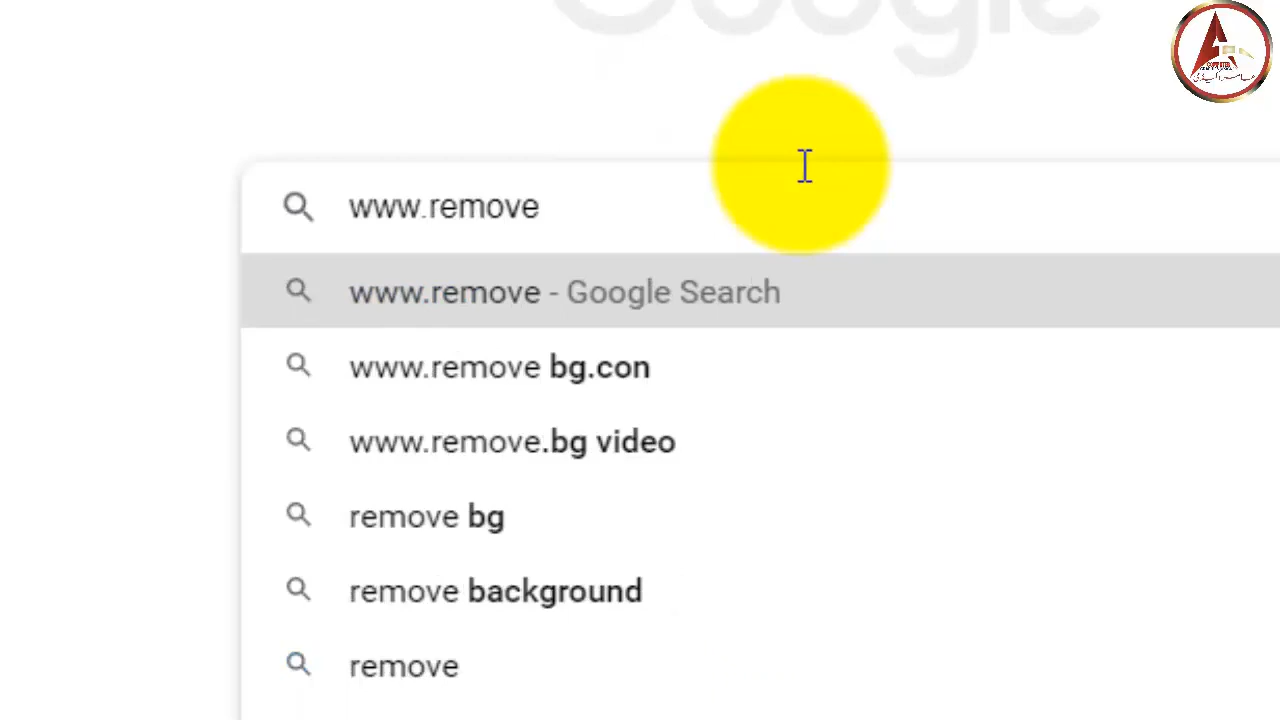 Google
www.remove
www.remove - Google Search
www.remove bg.con
www.remove.bg video
remove bg
remove background
remove